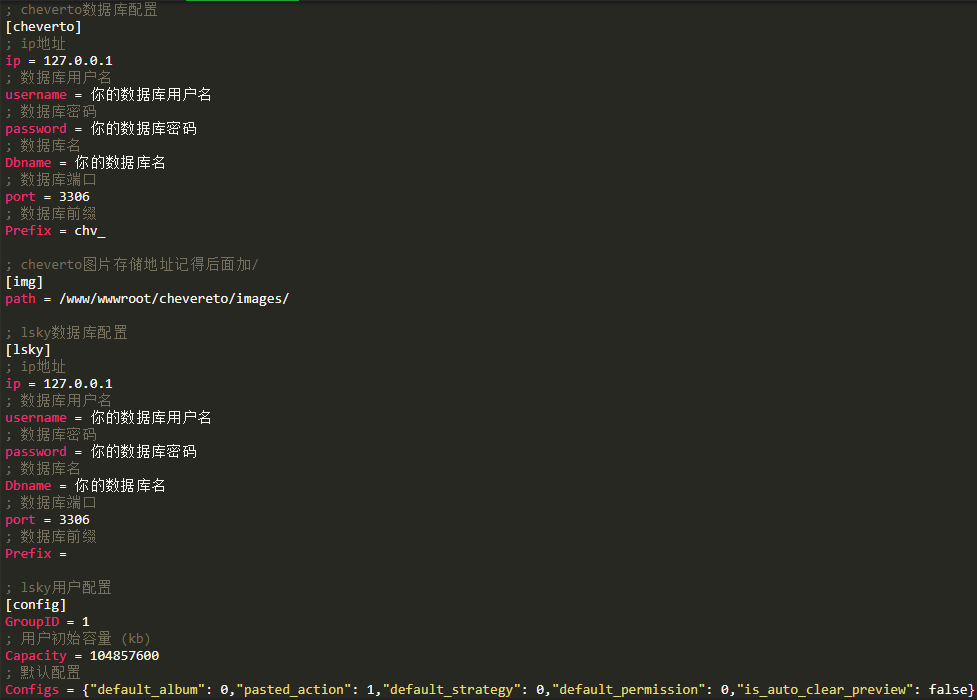 ; cheverto数据库配置
[cheverto]
; ip地址
ip = 127.0.0.1
; 数据库用户名
username = 你的数据库用户名
; 数据库密码
password = 你的数据库密码
; 数据库名
Dbname = 你的数据库名
; 数据库端口
port = 3306
; 数据库前缀
Prefix = chv_
; cheverto图片存储地址记得后面加/
[img]
path = /www/wwwroot/chevereto/images/
; lsky数据库配置
[lsky]
; ip地址
ip = 127.0.0.1
; 数据库用户名
username = 你的数据库用户名
; 数据库密码
password = 你的数据库密码
; 数据库名
Dbname = 你的数据库名
; 数据库端口
port = 3306
; 数据库前缀
Prefix =
; lsky用户配置
[config]
GroupID = 1
; 用户初始容量 (kb)
Capacity = 104857600
; 默认配置
Configs = {"default_album": 0,"pasted_action": 1,"default_strategy": 0,"default_permission": 0,"is_auto_clear_preview": false}